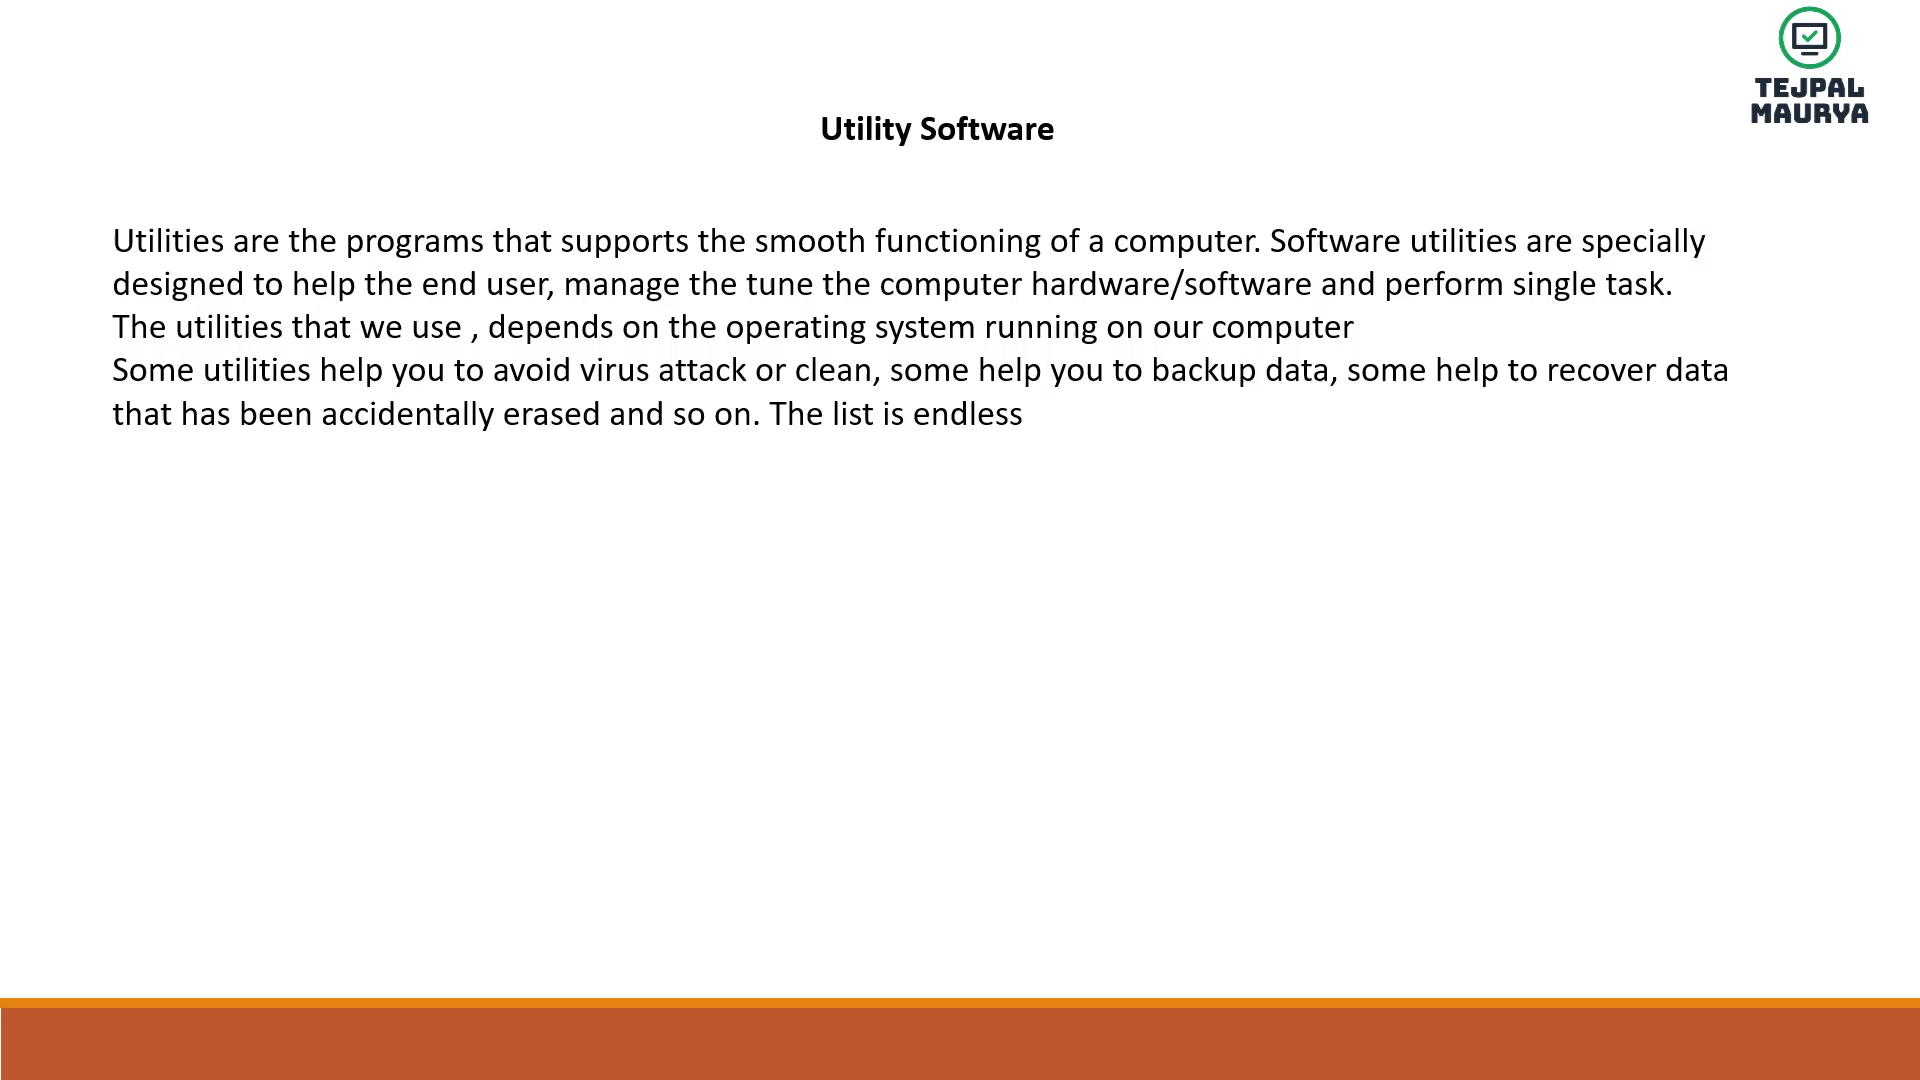 TEJPAL
MAURYA
Utility Software
Utilities are the programs that supports the smooth functioning of a computer. Software utilities are specially
designed to help the end user, manage the tune the computer hardware/software and perform single task.
The utilities that we use , depends on the operating system running on our computer
Some utilities help you to avoid virus attack or clean, some help you to backup data, some help to recover data
that has been accidentally erased and so on. The list is endless